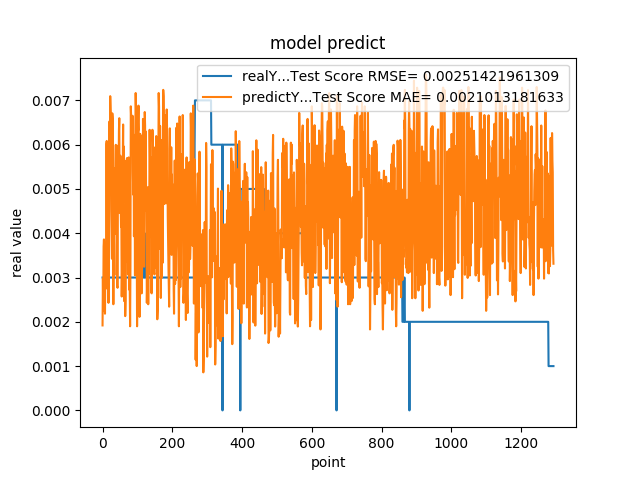 model predict
realY...Test Score RMSE= 0.00251421961309
predictY...Test Score MAE= 0.0021013181633
0.007
0.006
0.005
0.004
0.003
0.002
0.001
0.000
real value
0 200 400 600 800 1000 1200
point